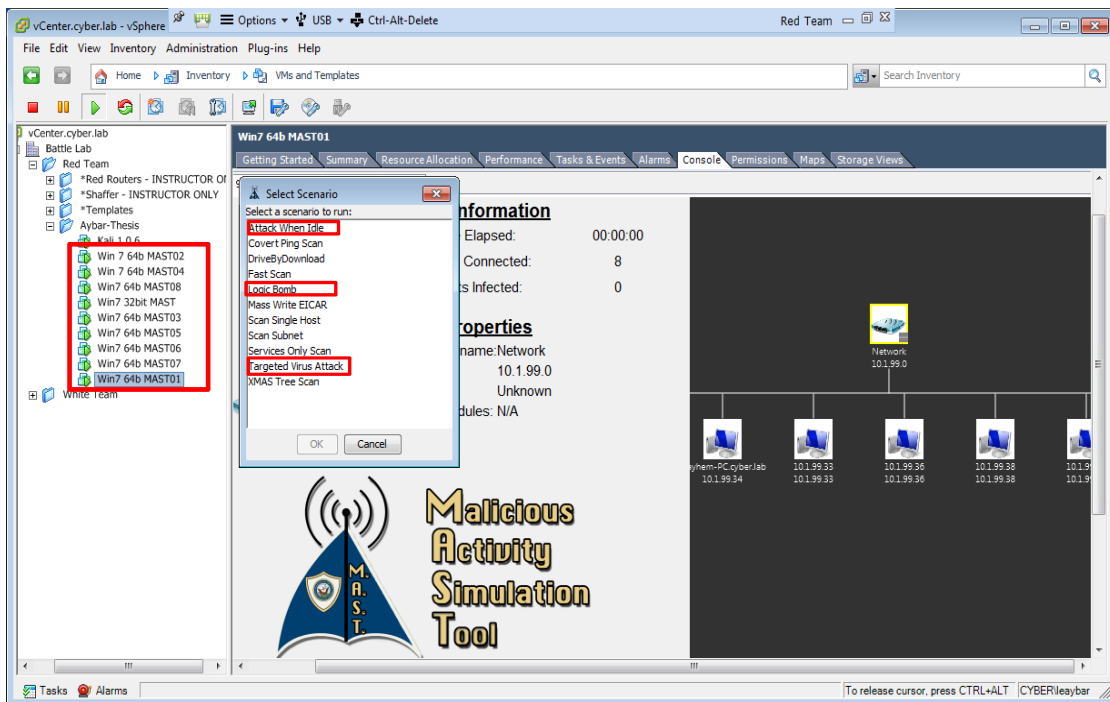 vCenter.cyber.lab - vSphere
Options
USB
Ctrl-Alt-Delete
Red Team
File Edit View Inventory Administration Plug-ins Help
Home
Inventory
VMs and Templates
Search Inventory
vCenter.cyber.lab
Battle Lab
Red Team
*Red Routers - INSTRUCTOR
*Shaffer - INSTRUCTOR ONLY
*Templates
Aybar-Thesis
Kali 1.0.6
Win 7 64b MAST02
Win 7 64b MAST04
Win7 64b MAST08
Win7 32bit MAST
Win7 64b MAST03
Win7 64b MAST05
Win7 64b MAST06
Win7 64b MAST07
Win7 64b MAST01
White Team
Win7 64b MAST01
Getting Started
Summary
Resource Allocation
Performance
Tasks & Events
Alarms
Console
Permissions
Maps
Storage Views
Select Scenario
Select a scenario to run:
Attack When Idle
Covert Ping Scan
DriveByDownload
Fast Scan
Logic Bomb
Mass Write EICAR
Scan Single Host
Scan Subnet
Services Only Scan
Targeted Virus Attack
XMAS Tree Scan
OK
Cancel
nformation
Elapsed: 00:00:00
Connected: 8
s Infected: 0
roperties
name:Network
10.1.99.0
Unknown
dules: N/A
Network
10.1.99.0
yhem-PC.cyber.lab
10.1.99.34
10.1.99.33
10.1.99.33
10.1.99.36
10.1.99.36
10.1.99.38
10.1.99.38
10.1.9
10.1.9
M.
A.
S.
T.
Malicious
Activity
Simulation
Tool
Tasks
Alarms
To release cursor, press CTRL+ALT
CYBER\leaybar